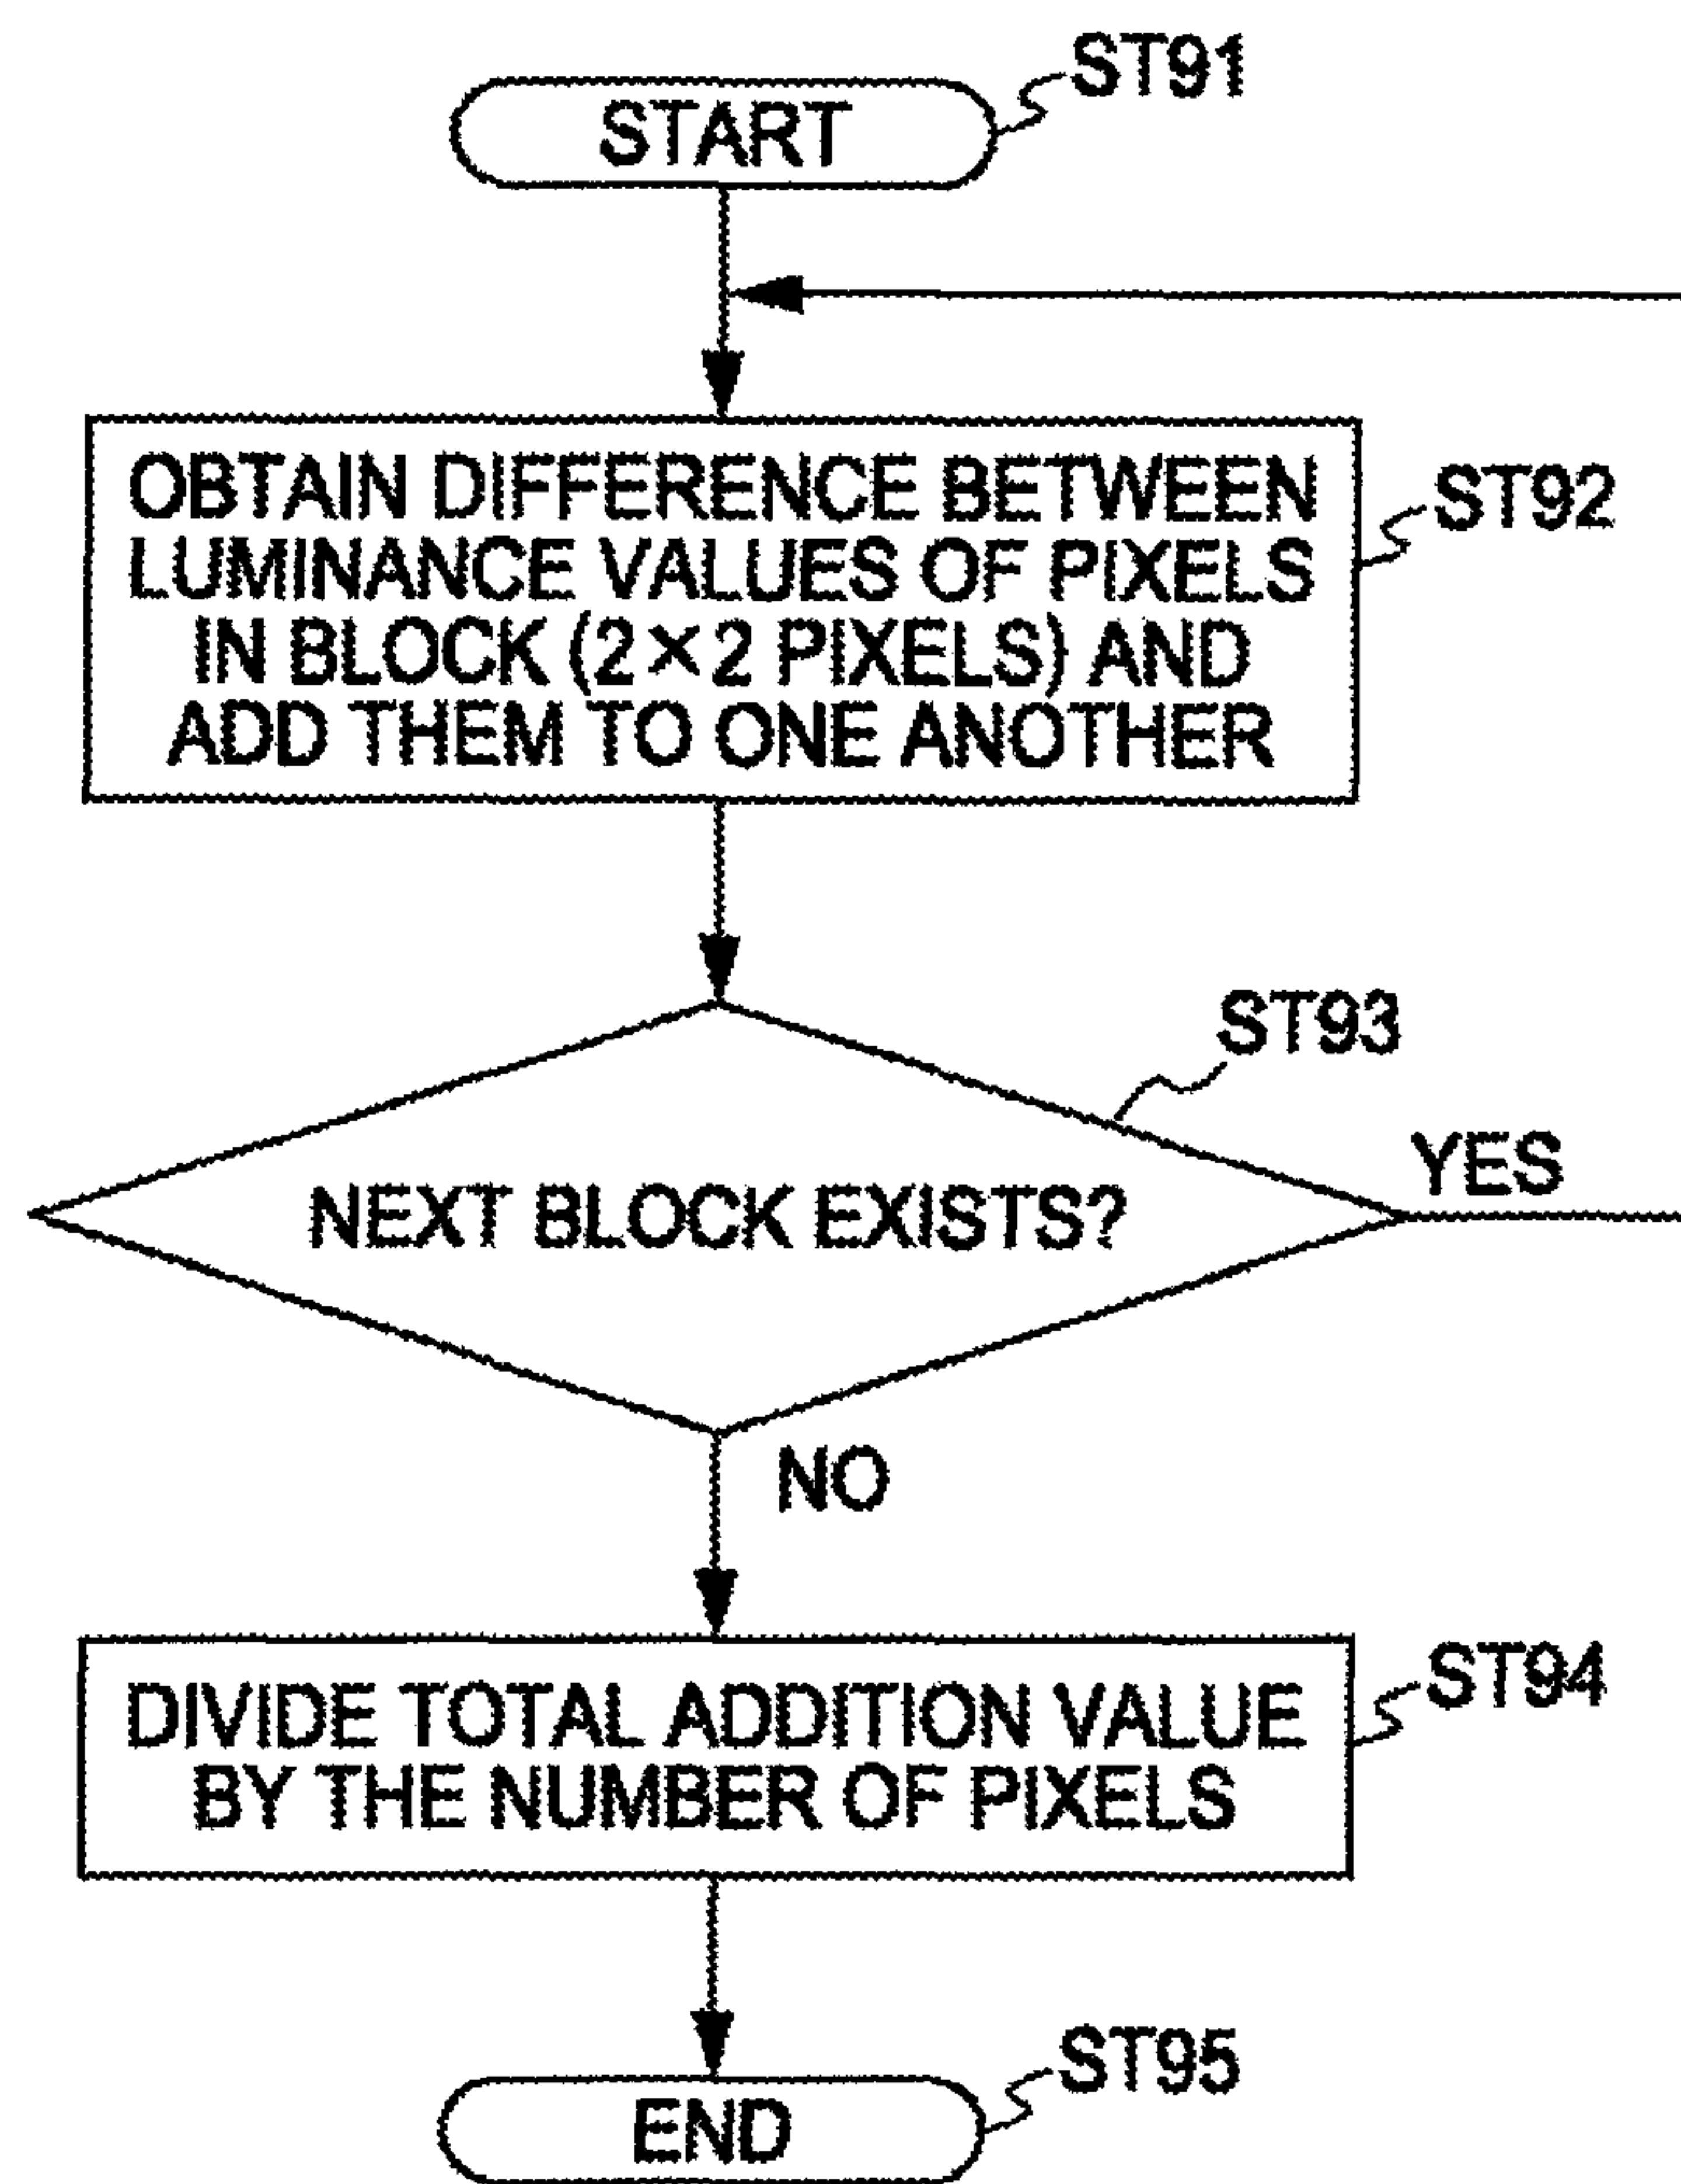 ST91
START
OBTAIN DIFFERENCE BETWEEN
LUMINANCE VALUES OF PIXELS
IN BLOCK (2×2 PIXELS) AND
ADD THEM TO ONE ANOTHER
ST92
ST93
NEXT BLOCK EXISTS?
YES
NO
DIVIDE TOTAL ADDITION VALUE
BY THE NUMBER OF PIXELS
ST94
ST95
END